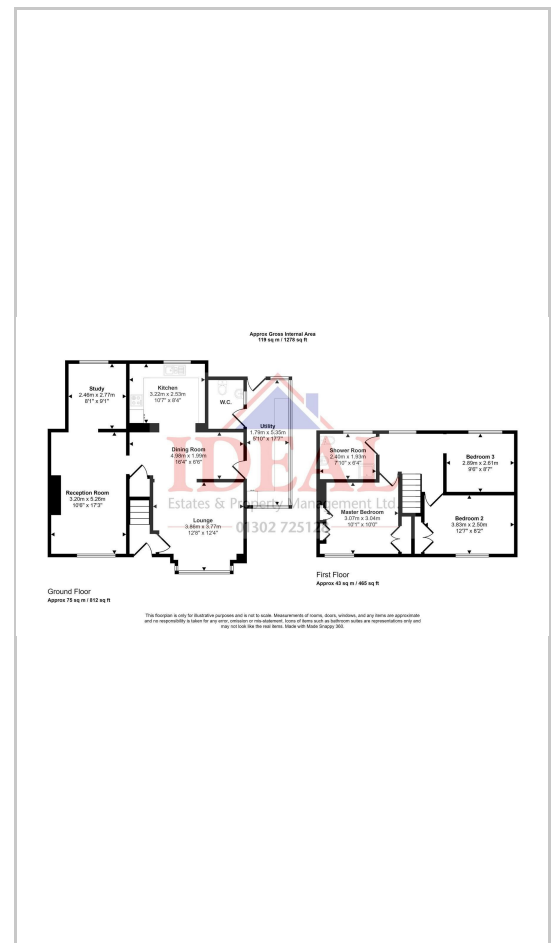 Approx Gross Internal Area
119 sq m / 1278 sq ft
Study
2.46m x 2.77m
8'1" x 9'1"
Kitchen
3.22m x 2.53m
10'7" x 8'4"
W.C.
Utility
1.79m x 5.35m
5'10" x 17'7"
Dining Room
4.98m x 1.99m
16'4" x 6'6"
Reception Room
3.20m x 5.26m
10'6" x 17'3"
Lounge
3.86m x 3.77m
12'8" x 12'4"
Shower Room
2.40m x 1.93m
7'10" x 6'4"
Bedroom 3
2.89m x 2.61m
9'6" x 8'7"
Master Bedroom
3.07m x 3.04m
10'1" x 10'0"
Bedroom 2
3.83m x 2.50m
12'7" x 8'2"
IDEAL
Estates & Property Management Ltd
01302 72512
Ground Floor
Approx 75 sq m / 812 sq ft
First Floor
Approx 43 sq m / 465 sq ft
This floorplan is only for illustrative purposes and is not to scale. Measurements of rooms, doors, windows, and any items are approximate
and no responsibility is taken for any error, omission or mis-statement. Icons of items such as bathroom suites are representations only and
may not look like the real items. Made with Made Snappy 360.